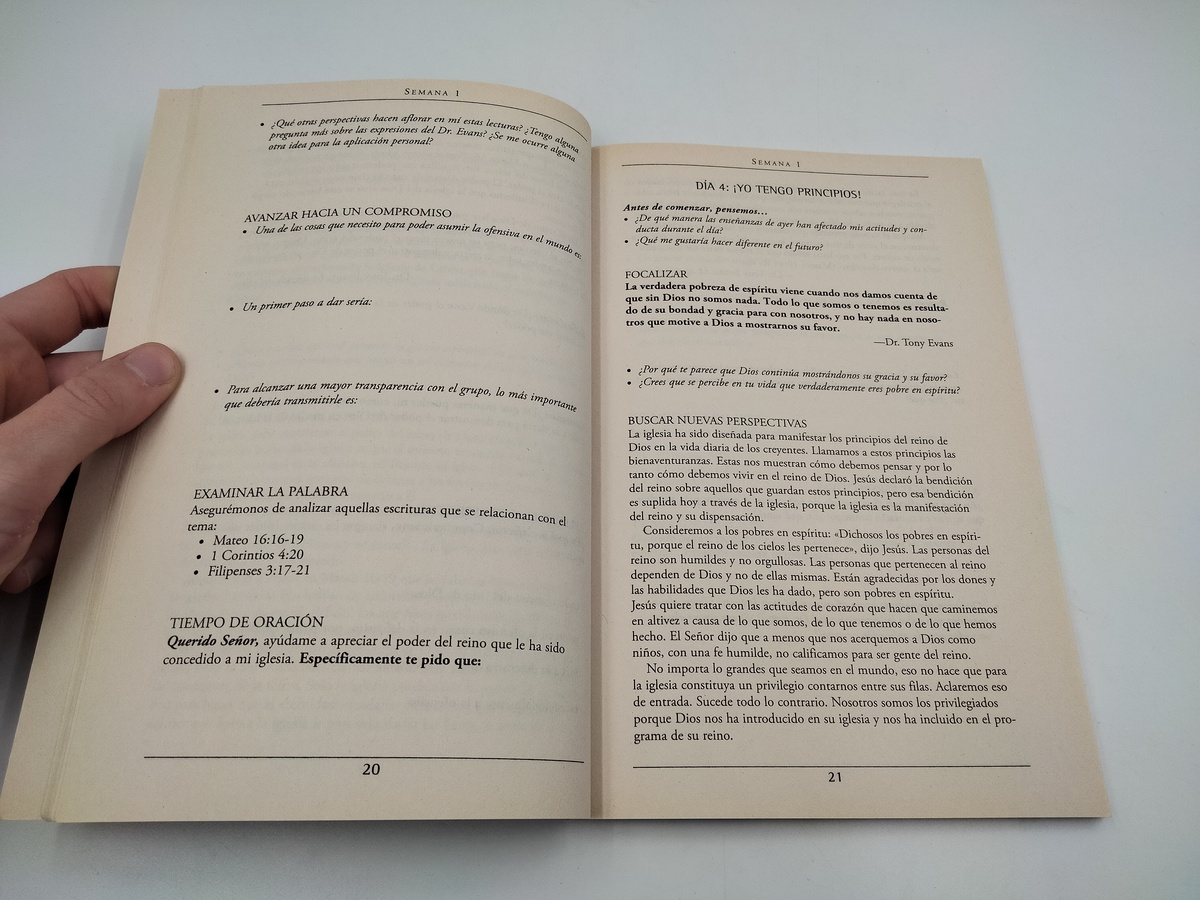 SEMANA 1
• ¿Qué otras perspectivas hacen aflorar en mí estas lecturas? ¿Tengo alguna
pregunta más sobre las expresiones del Dr. Evans? ¿Se me ocurre alguna
otra idea para la aplicación personal?
AVANZAR HACIA UN COMPROMISO
• Una de las cosas que necesito para poder asumir la ofensiva en el mundo es:
• Un primer paso a dar sería:
• Para alcanzar una mayor transparencia con el grupo, lo más importante
que debería transmitirle es:
EXAMINAR LA PALABRA
Asegurémonos de analizar aquellas escrituras que se relacionan con el
tema:
• Mateo 16:16-19
• 1 Corintios 4:20
• Filipenses 3:17-21
TIEMPO DE ORACIÓN
Querido Señor, ayúdame a apreciar el poder del reino que le ha sido
concedido a mi iglesia. Específicamente te pido que:
20
SEMANA 1
DÍA 4: ¡YO TENGO PRINCIPIOS!
Antes de comenzar, pensemos...
• ¿De qué manera las enseñanzas de ayer han afectado mis actitudes y con-
ducta durante el día?
• ¿Qué me gustaría hacer diferente en el futuro?
FOCALIZAR
La verdadera pobreza de espíritu viene cuando nos damos cuenta de
que sin Dios no somos nada. Todo lo que somos o tenemos es resulta-
do de su bondad y gracia para con nosotros, y no hay nada en noso-
tros que motive a Dios a mostrarnos su favor.
—Dr. Tony Evans
• ¿Por qué te parece que Dios continúa mostrándonos su gracia y su favor?
• ¿Crees que se percibe en tu vida que verdaderamente eres pobre en espíritu?
BUSCAR NUEVAS PERSPECTIVAS
La iglesia ha sido diseñada para manifestar los principios del reino de
Dios en la vida diaria de los creyentes. Llamamos a estos principios las
bienaventuranzas. Estas nos muestran cómo debemos pensar y por lo
tanto cómo debemos vivir en el reino de Dios. Jesús declaró la bendición
del reino sobre aquellos que guardan estos principios, pero esa bendición
es suplida hoy a través de la iglesia, porque la iglesia es la manifestación
del reino y su dispensación.
Consideremos a los pobres en espíritu: «Dichosos los pobres en espíri-
tu, porque el reino de los cielos les pertenece», dijo Jesús. Las personas del
reino son humildes y no orgullosas. Las personas que pertenecen al reino
dependen de Dios y no de ellas mismas. Están agradecidas por los dones y
las habilidades que Dios les ha dado, pero son pobres en espíritu.
Jesús quiere tratar con las actitudes de corazón que hacen que caminemos
en altivez a causa de lo que somos, de lo que tenemos o de lo que hemos
hecho. El Señor dijo que a menos que nos acerquemos a Dios como
niños, con una fe humilde, no calificamos para ser gente del reino.
No importa lo grandes que seamos en el mundo, eso no hace que para
la iglesia constituya un privilegio contarnos entre sus filas. Aclaremos eso
de entrada. Sucede todo lo contrario. Nosotros somos los privilegiados
porque Dios nos ha introducido en su iglesia y nos ha incluido en el pro-
grama de su reino.
21